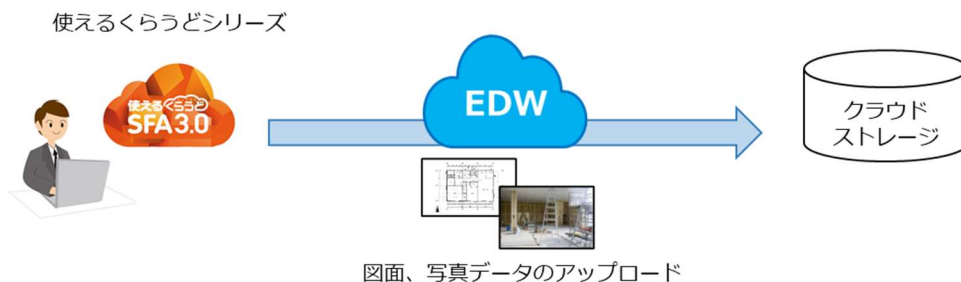 使えるくらうどシリーズ
使えるくらうど
SFA3.0
EDW
クラウド
ストレージ
図面、写真データのアップロード